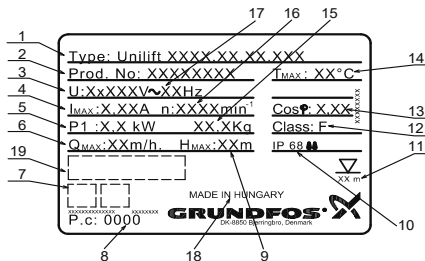 17 16 15
1 Type: Unilift XXXX.XX.XX.XXX
2 Prod. No: XXXXXXXX TMAX: XX°C 14
3 U:XxXXXV~XXHz
4 IMAX:X.XXA n:XXXXmin-1 Cosφ: X,XX XXXXXXXX 13
5 P1 :X.X kW XX.XKg Class: F 12
6 QMAX:XXm/h. HMAX:XXm IP 68 11
19 XX m
7 MADE IN HUNGARY 10
XXXXXXXXXXXXXX XXXXXXXX GRUNDFOS
P.c: 0000 DK-8850 Bjerringbro, Denmark
8 18 9